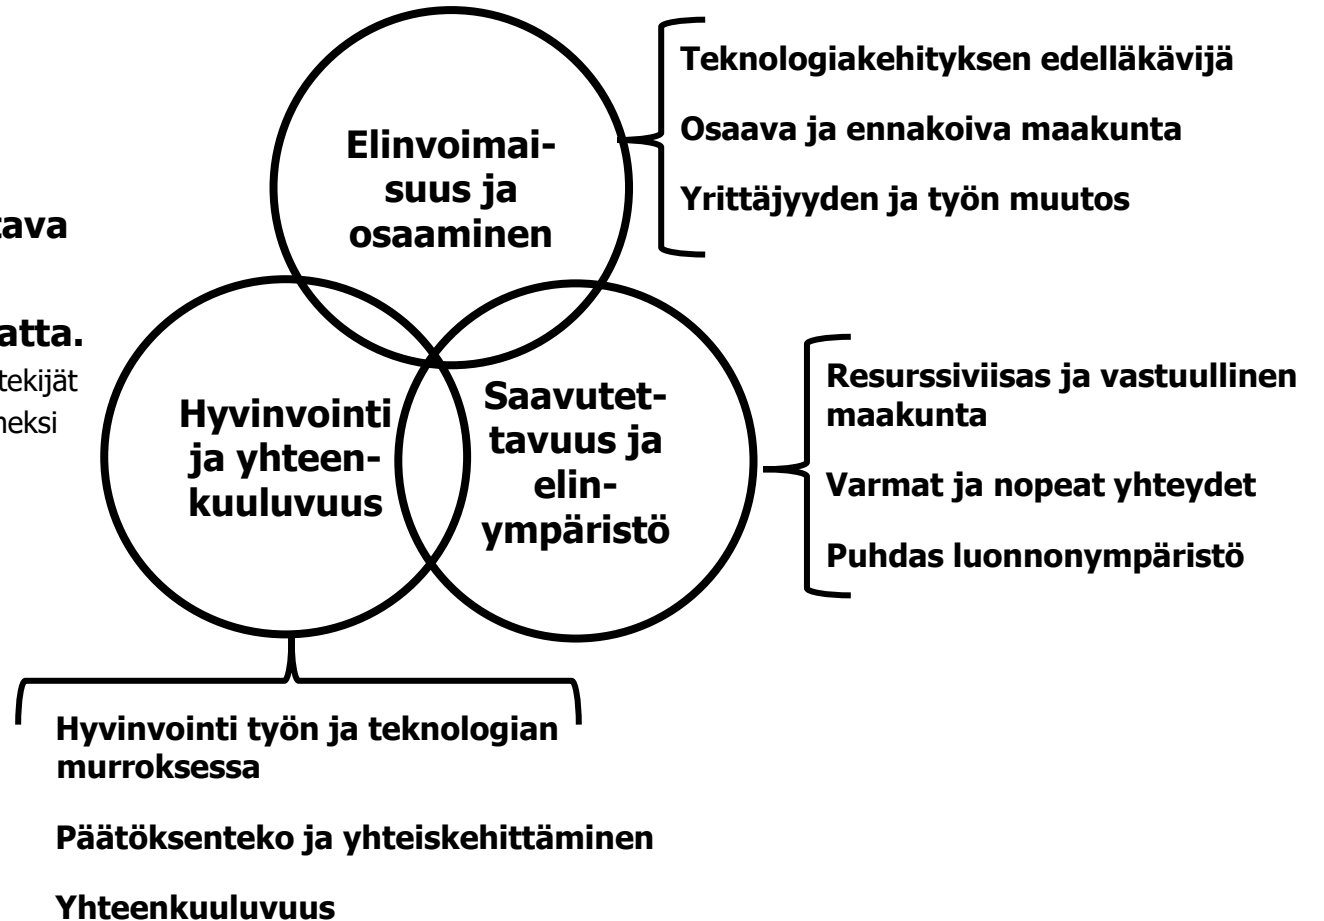 Teknologiakehityksen edelläkävijä
Osaava ja ennakoiva maakunta
Yrittäjyyden ja työn muutos
Elinvoimai-
suus ja
osaaminen
atta.
tekijät
Hyvinvointi
ja yhteen-
kuuluvuus
Saavutet-
tavuus ja
elin-
ympäristö
Resurssiviisas ja vastuullinen
maakunta
Varmat ja nopeat yhteydet
Puhdas luonnonympäristö
Hyvinvointi työn ja teknologian
murroksessa
Päätöksenteko ja yhteiskehittäminen
Yhteenkuuluvuus